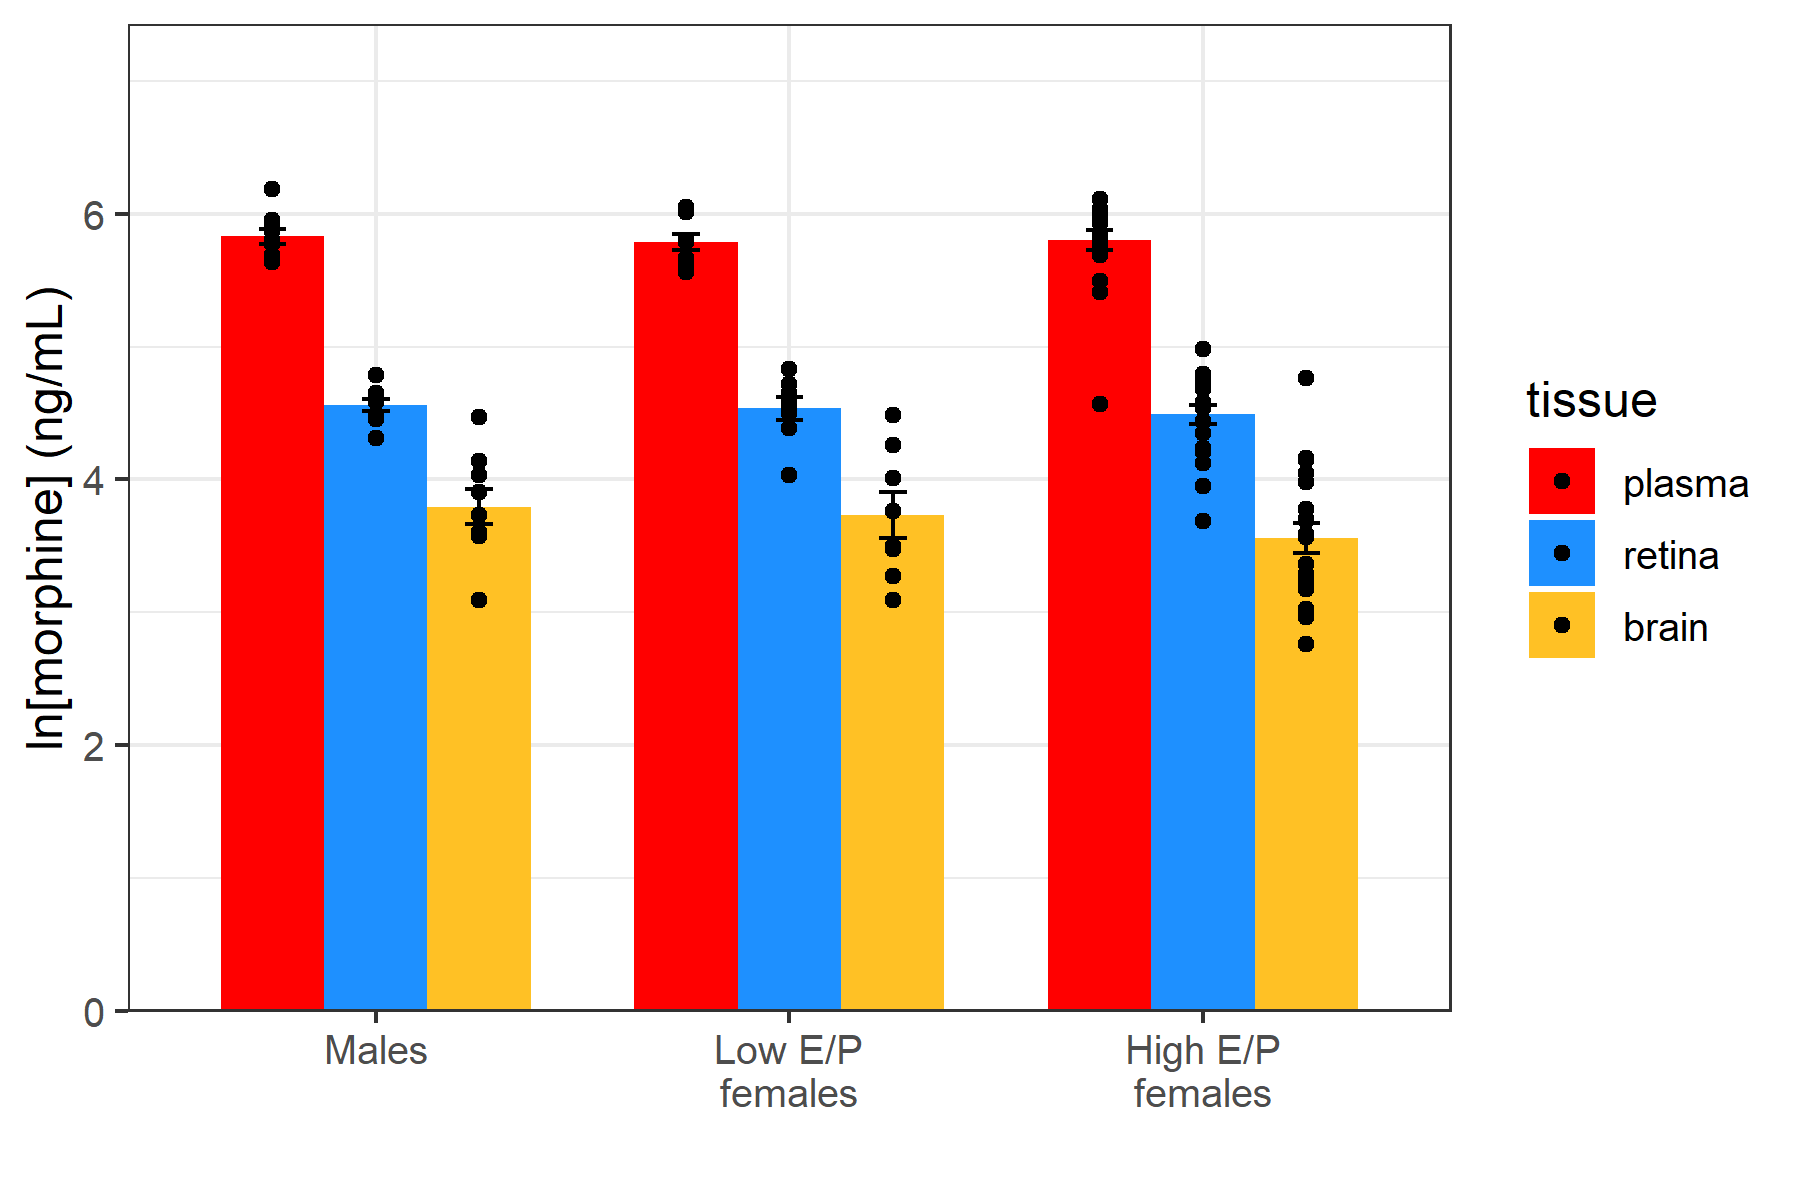 ln[morphine] (ng/mL)
6
4
2
0
Males
Low E/P
females
High E/P
females
tissue
plasma
retina
brain